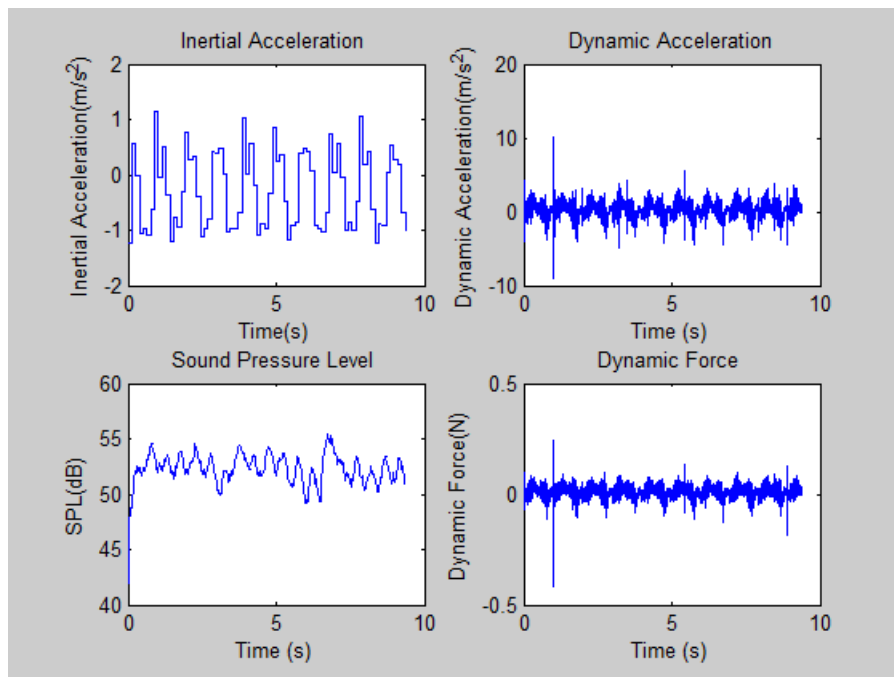 Inertial Acceleration
Inertial Acceleration(m/s²)
2
1
0
-1
-2
0
5
10
Time(s)
Dynamic Acceleration
Dynamic Acceleration(m/s²)
20
10
0
-10
0
5
10
Time (s)
Sound Pressure Level
SPL(dB)
60
55
50
45
40
0
5
10
Time (s)
Dynamic Force
Dynamic Force(N)
0.5
0
-0.5
0
5
10
Time (s)